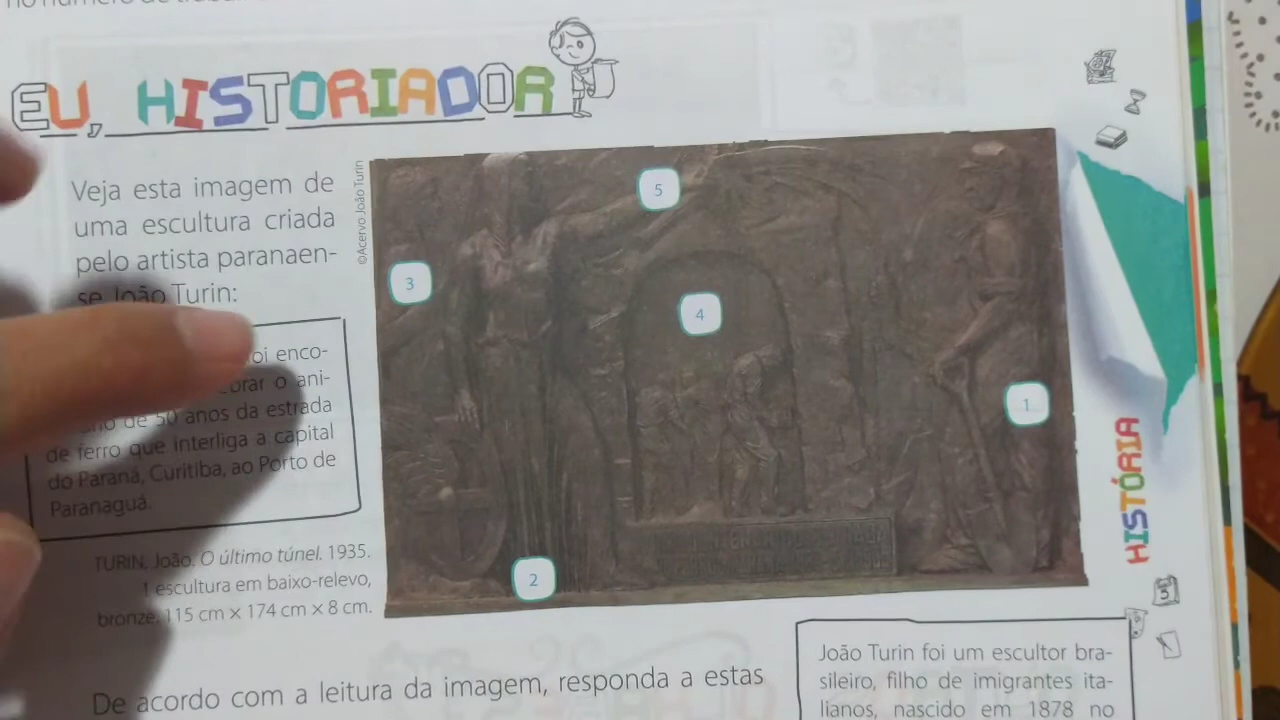 EU, HISTORIADOR
Veja esta imagem de
uma escultura criada
pelo artista paranaen-
se João Turin:
©Acervo João Turin
oi enco-
orar o ani-
de 50 anos da estrada
de ferro que interliga a capital
do Paraná, Curitiba, ao Porto de
Paranaguá.
TURIN, João. O último túnel. 1935.
1 escultura em baixo-relevo,
bronze, 115 cm × 174 cm × 8 cm.
5
3
4
1
2
HISTÓRIA
De acordo com a leitura da imagem, responda a estas
João Turin foi um escultor bra-
sileiro, filho de imigrantes ita-
lianos, nascido em 1878 no